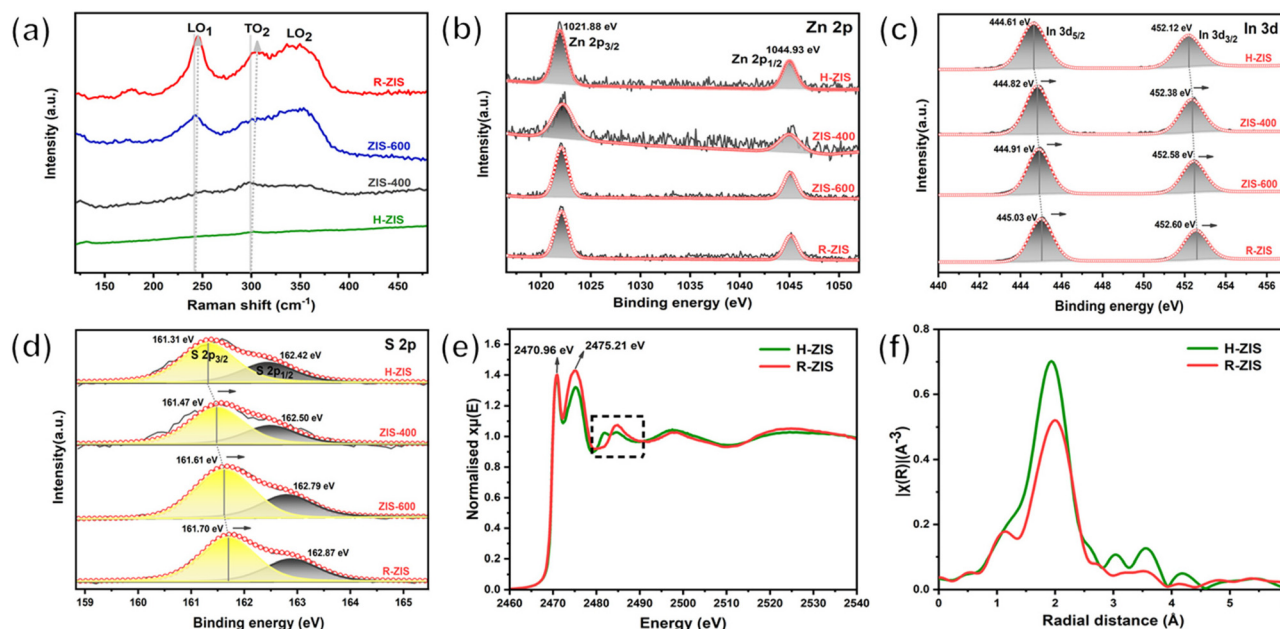 (a)
LO1
TO2
LO2
R-ZIS
ZIS-600
ZIS-400
H-ZIS
Intensity (a.u.)
150 200 250 300 350 400 450
Raman shift (cm-1)
(b)
1021.88 eV
Zn 2p
Zn 2p3/2
1044.93 eV
Zn 2p1/2
H-ZIS
ZIS-400
ZIS-600
R-ZIS
Intensity(a.u.)
1020 1025 1030 1035 1040 1045 1050
Binding energy (eV)
(c)
444.61 eV
In 3d5/2
452.12 eV
In 3d3/2
In 3d
H-ZIS
444.82 eV
452.38 eV
ZIS-400
444.91 eV
452.58 eV
ZIS-600
445.03 eV
452.60 eV
R-ZIS
Intensity(a.u.)
440 442 444 446 448 450 452 454 456
Binding energy (eV)
(d)
161.31 eV
S 2p
S 2p3/2
162.42 eV
S 2p1/2
H-ZIS
161.47 eV
162.50 eV
ZIS-400
161.61 eV
162.79 eV
ZIS-600
161.70 eV
162.87 eV
R-ZIS
Intensity(a.u.)
159 160 161 162 163 164 165
Binding energy (eV)
(e)
2470.96 eV
2475.21 eV
H-ZIS
R-ZIS
Normalised xμ(E)
1.6
1.4
1.2
1.0
0.8
0.6
0.4
0.2
0.0
2460 2470 2480 2490 2500 2510 2520 2530 2540
Energy (eV)
(f)
H-ZIS
R-ZIS
|χ(R)|(A-3)
0.8
0.6
0.4
0.2
0.0
0 1 2 3 4 5
Radial distance (Å)